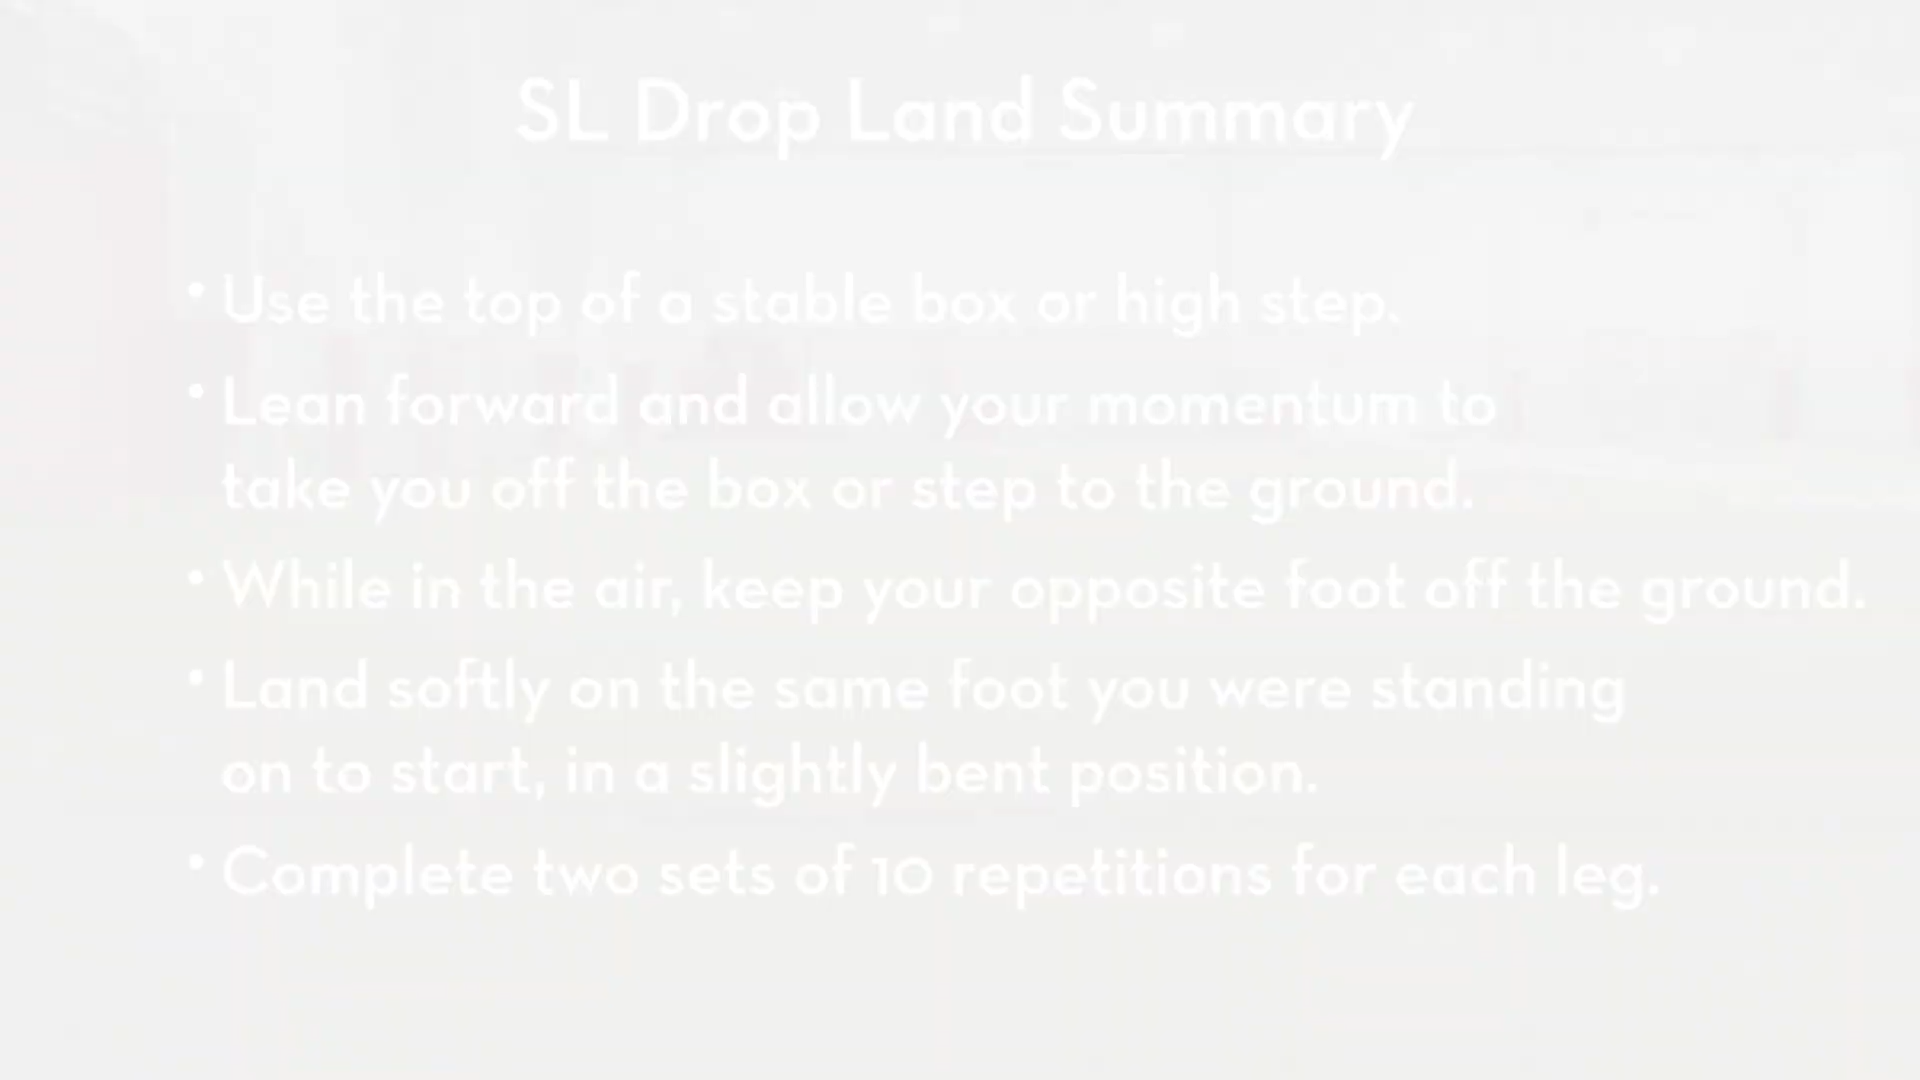 SL Drop Land Summary
• Use the top of a stable box or high step.
• Lean forward and allow your momentum to
take you off the box or step to the ground.
• While in the air, keep your opposite foot off the ground.
• Land softly on the same foot you were standing
on to start, in a slightly bent position.
• Complete two sets of 10 repetitions for each leg.